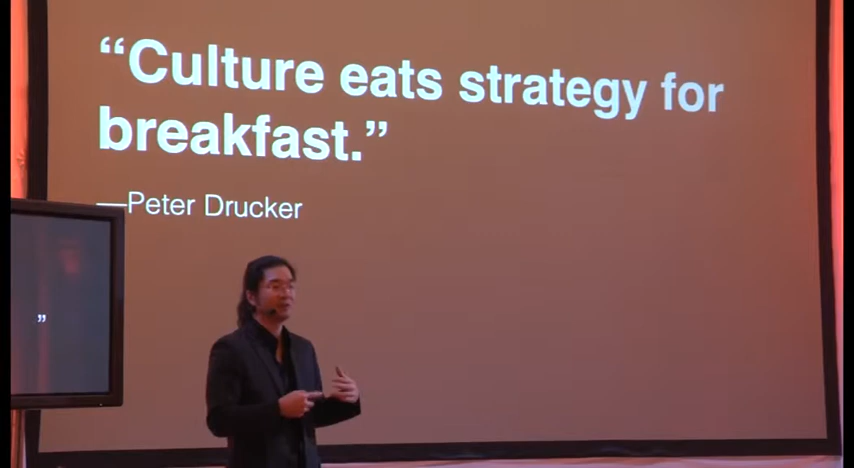 “Culture eats strategy for
breakfast.”
—Peter Drucker
”